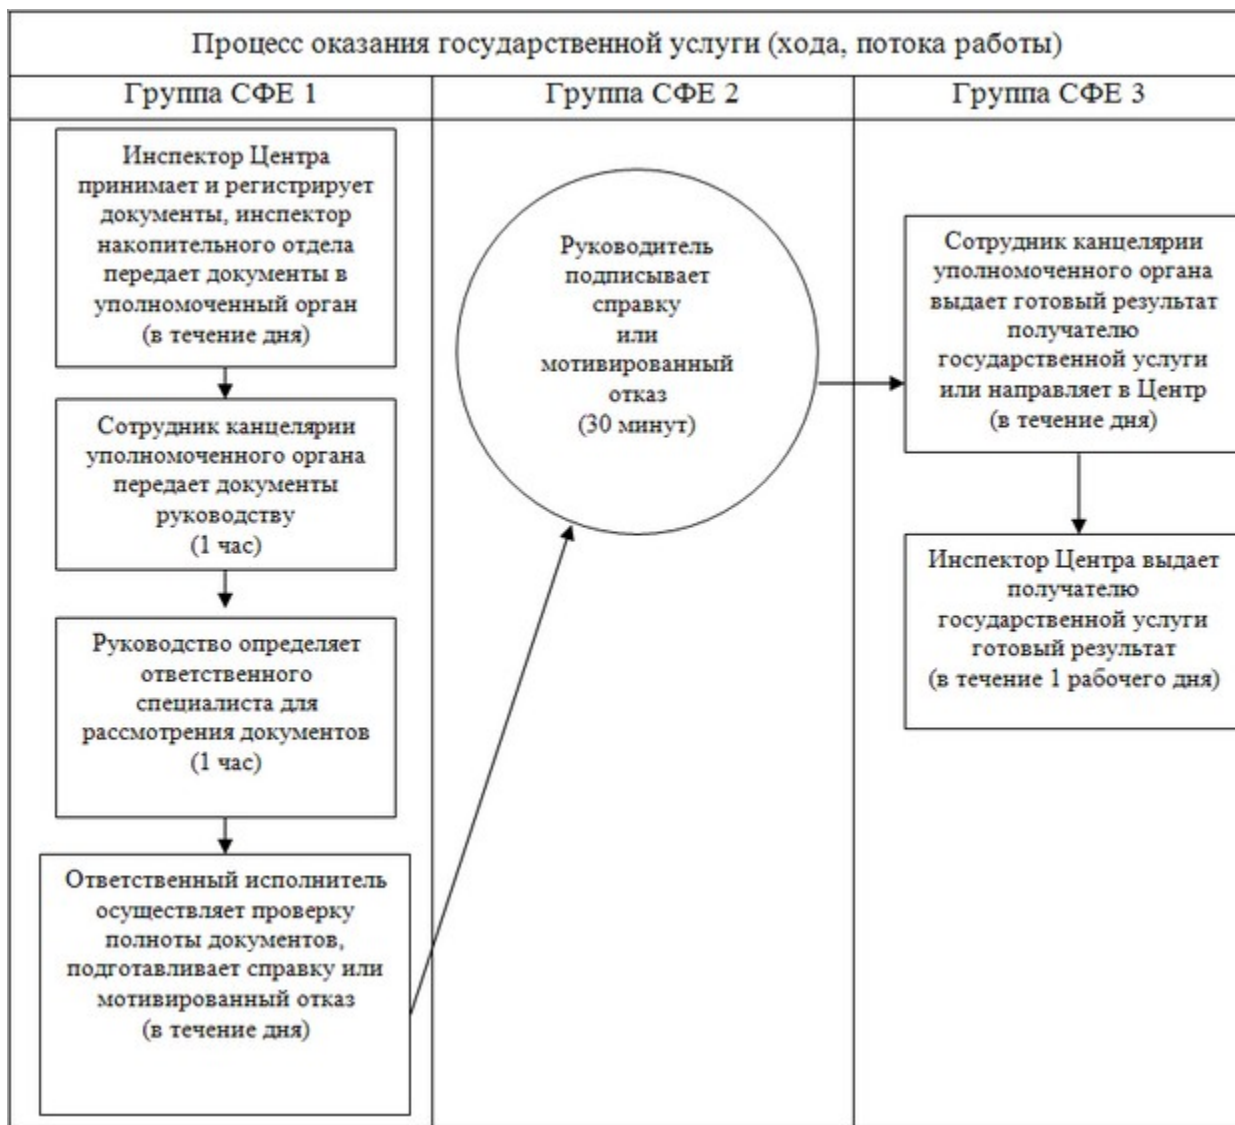 Процесс оказания государственной услуги (хода, потока работы)
Группа СФЕ 1
Группа СФЕ 2
Группа СФЕ 3
Инспектор Центра
принимает и регистрирует
документы, инспектор
накопительного отдела
передает документы в
уполномоченный орган
(в течение дня)
Сотрудник канцелярии
уполномоченного органа
передает документы
руководству
(1 час)
Руководство определяет
ответственного
специалиста для
рассмотрения документов
(1 час)
Ответственный исполнитель
осуществляет проверку
полноты документов,
подготавливает справку или
мотивированный отказ
(в течение дня)
Руководитель
подписывает
справку
или
мотивированный
отказ
(30 минут)
Сотрудник канцелярии
уполномоченного органа
выдает готовый результат
получателю
государственной услуги
или направляет в Центр
(в течение дня)
Инспектор Центра выдает
получателю
государственной услуги
готовый результат
(в течение 1 рабочего дня)